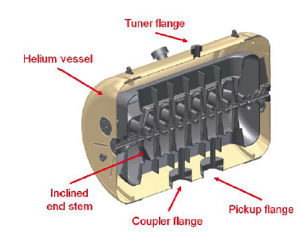 Tuner flange
Helium vessel
Inclined
end stem
Coupler flange
Pickup flange